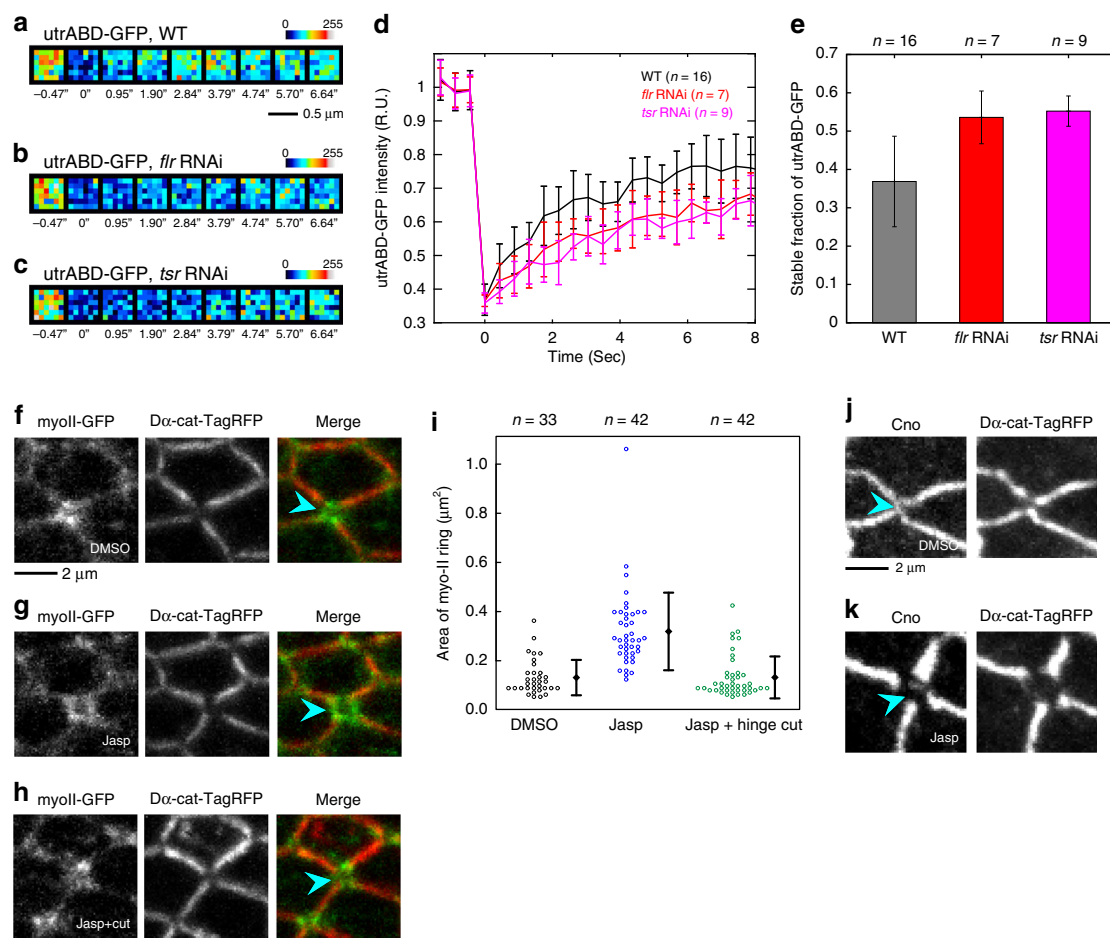 a
utrABD-GFP, WT
0 255
–0.47” 0” 0.95” 1.90” 2.84” 3.79” 4.74” 5.70” 6.64”
0.5 μm
b
utrABD-GFP, flr RNAi
0 255
–0.47” 0” 0.95” 1.90” 2.84” 3.79” 4.74” 5.70” 6.64”
c
utrABD-GFP, tsr RNAi
0 255
–0.47” 0” 0.95” 1.90” 2.84” 3.79” 4.74” 5.70” 6.64”
d
utrABD-GFP intensity (R.U.)
1.0
0.9
0.8
0.7
0.6
0.5
0.4
0.3
WT (n = 16)
flr RNAi (n = 7)
tsr RNAi (n = 9)
0 2 4 6 8
Time (Sec)
e
n = 16 n = 7 n = 9
Stable fraction of utrABD-GFP
0.7
0.6
0.5
0.4
0.3
0.2
0.1
0
WT flr RNAi tsr RNAi
f
myoII-GFP Dα-cat-TagRFP Merge
DMSO
2 μm
g
myoII-GFP Dα-cat-TagRFP Merge
Jasp
h
myoII-GFP Dα-cat-TagRFP Merge
Jasp+cut
i
n = 33 n = 42 n = 42
Area of myo-II ring (μm²)
1.0
0.8
0.6
0.4
0.2
0.0
DMSO Jasp Jasp + hinge cut
j
Cno Dα-cat-TagRFP
DMSO
2 μm
k
Cno Dα-cat-TagRFP
Jasp